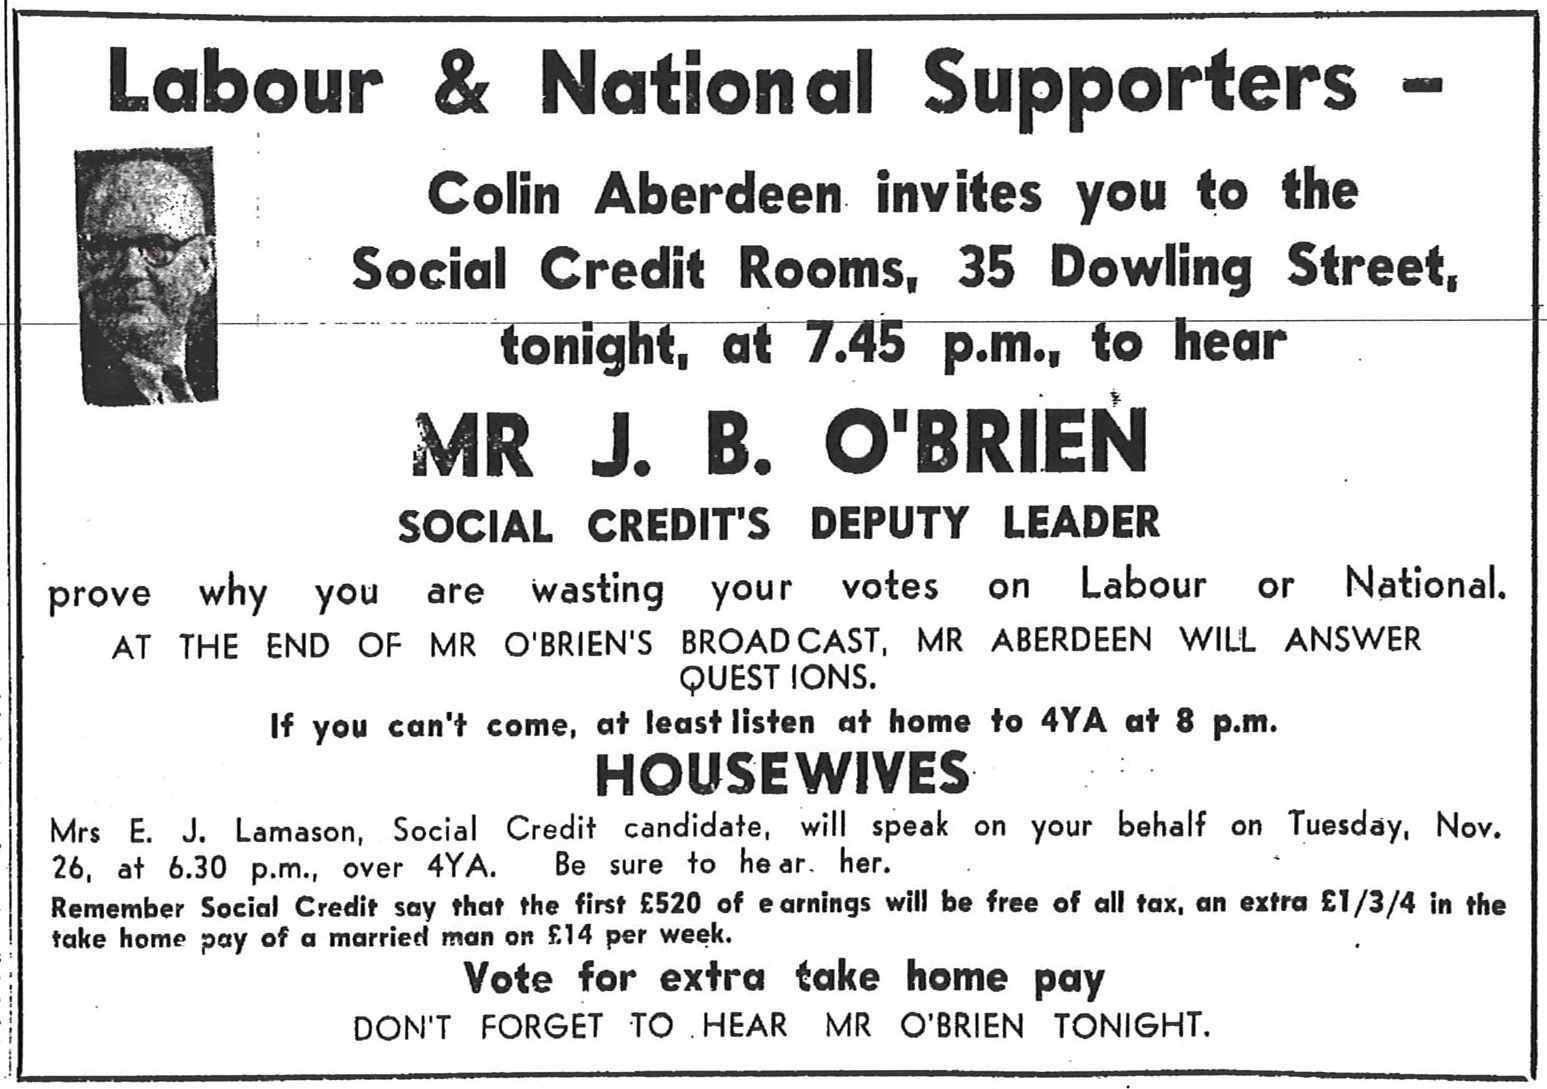 Labour & National Supporters –
Colin Aberdeen invites you to the
Social Credit Rooms, 35 Dowling Street,
tonight, at 7.45 p.m., to hear
MR J. B. O'BRIEN
SOCIAL CREDIT'S DEPUTY LEADER
prove why you are wasting your votes on Labour or National.
AT THE END OF MR O'BRIEN'S BROADCAST, MR ABERDEEN WILL ANSWER
QUESTIONS.
If you can't come, at least listen at home to 4YA at 8 p.m.
HOUSEWIVES
Mrs E. J. Lamason, Social Credit candidate, will speak on your behalf on Tuesday, Nov.
26, at 6.30 p.m., over 4YA. Be sure to hear her.
Remember Social Credit say that the first £520 of earnings will be free of all tax, an extra £1/3/4 in the
take home pay of a married man on £14 per week.
Vote for extra take home pay
DON'T FORGET TO HEAR MR O'BRIEN TONIGHT.